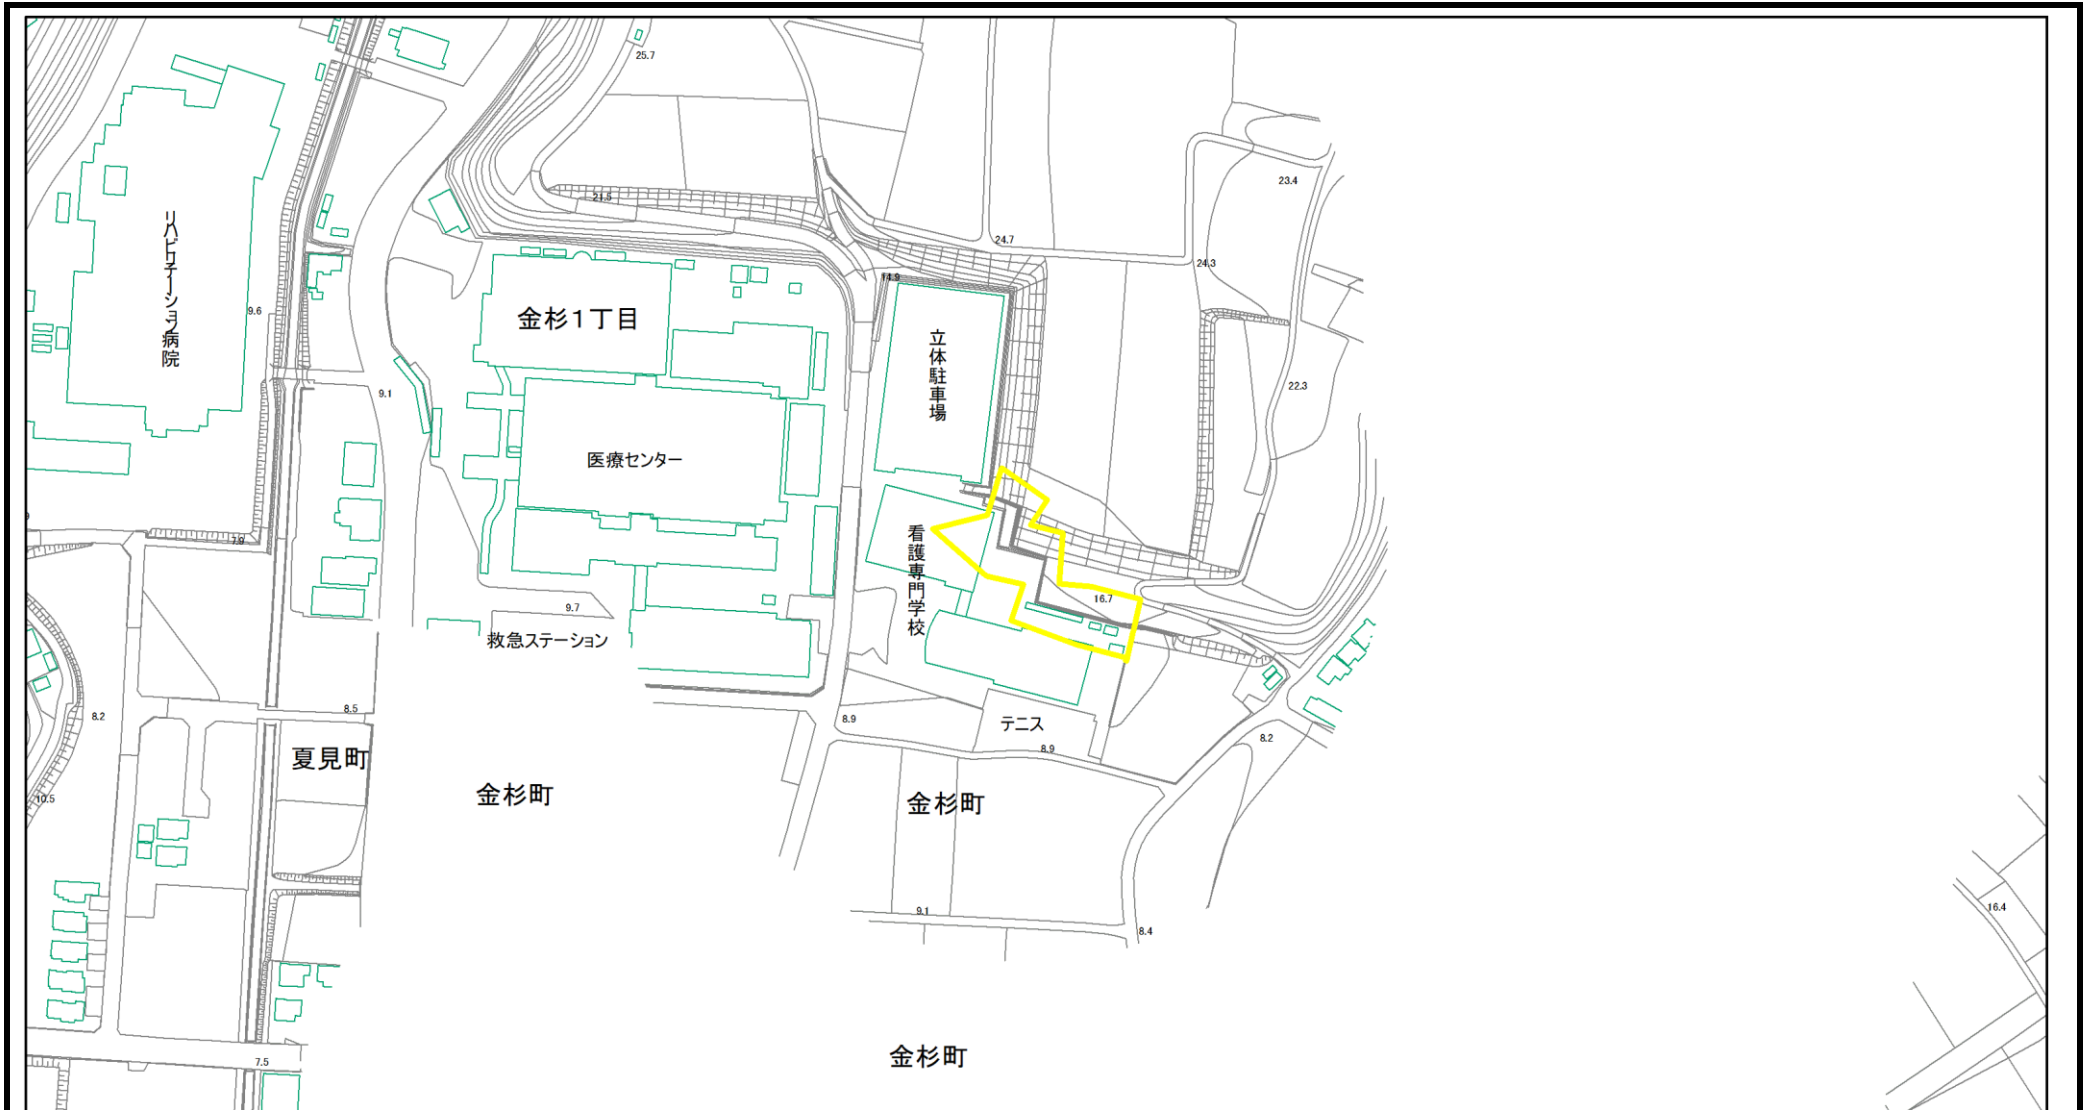 25.7
23.4
21.5
24.7
24.3
14.9
リハビリテーション病院
9.6
金杉1丁目
立体駐車場
22.3
9.1
医療センター
看護専門学校
7.9
16.7
9.7
救急ステーション
8.5
8.2
8.9
テニス
8.9
8.2
夏見町
金杉町
金杉町
10.5
9.1
16.4
8.4
金杉町
7.5